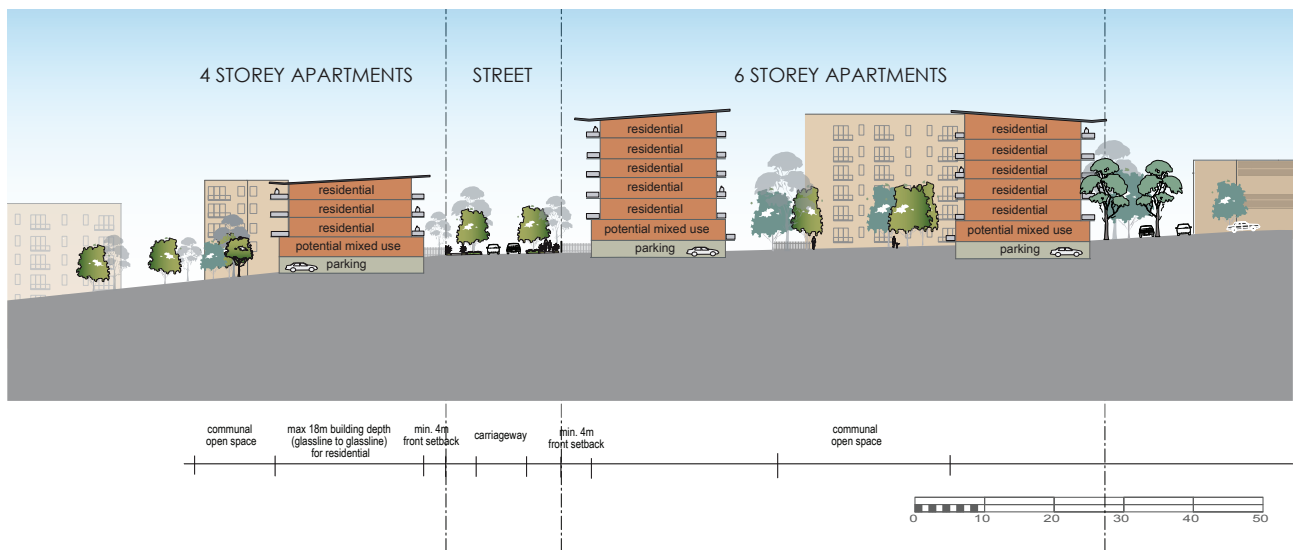 4 STOREY APARTMENTS
STREET
6 STOREY APARTMENTS
residential
residential
residential
potential mixed use
parking
residential
residential
residential
residential
residential
potential mixed use
parking
residential
residential
residential
residential
residential
potential mixed use
parking
communal
open space
max 18m building depth
(glassline to glassline)
for residential
min. 4m
front setback
carriageway
min. 4m
front setback
communal
open space
0 10 20 30 40 50